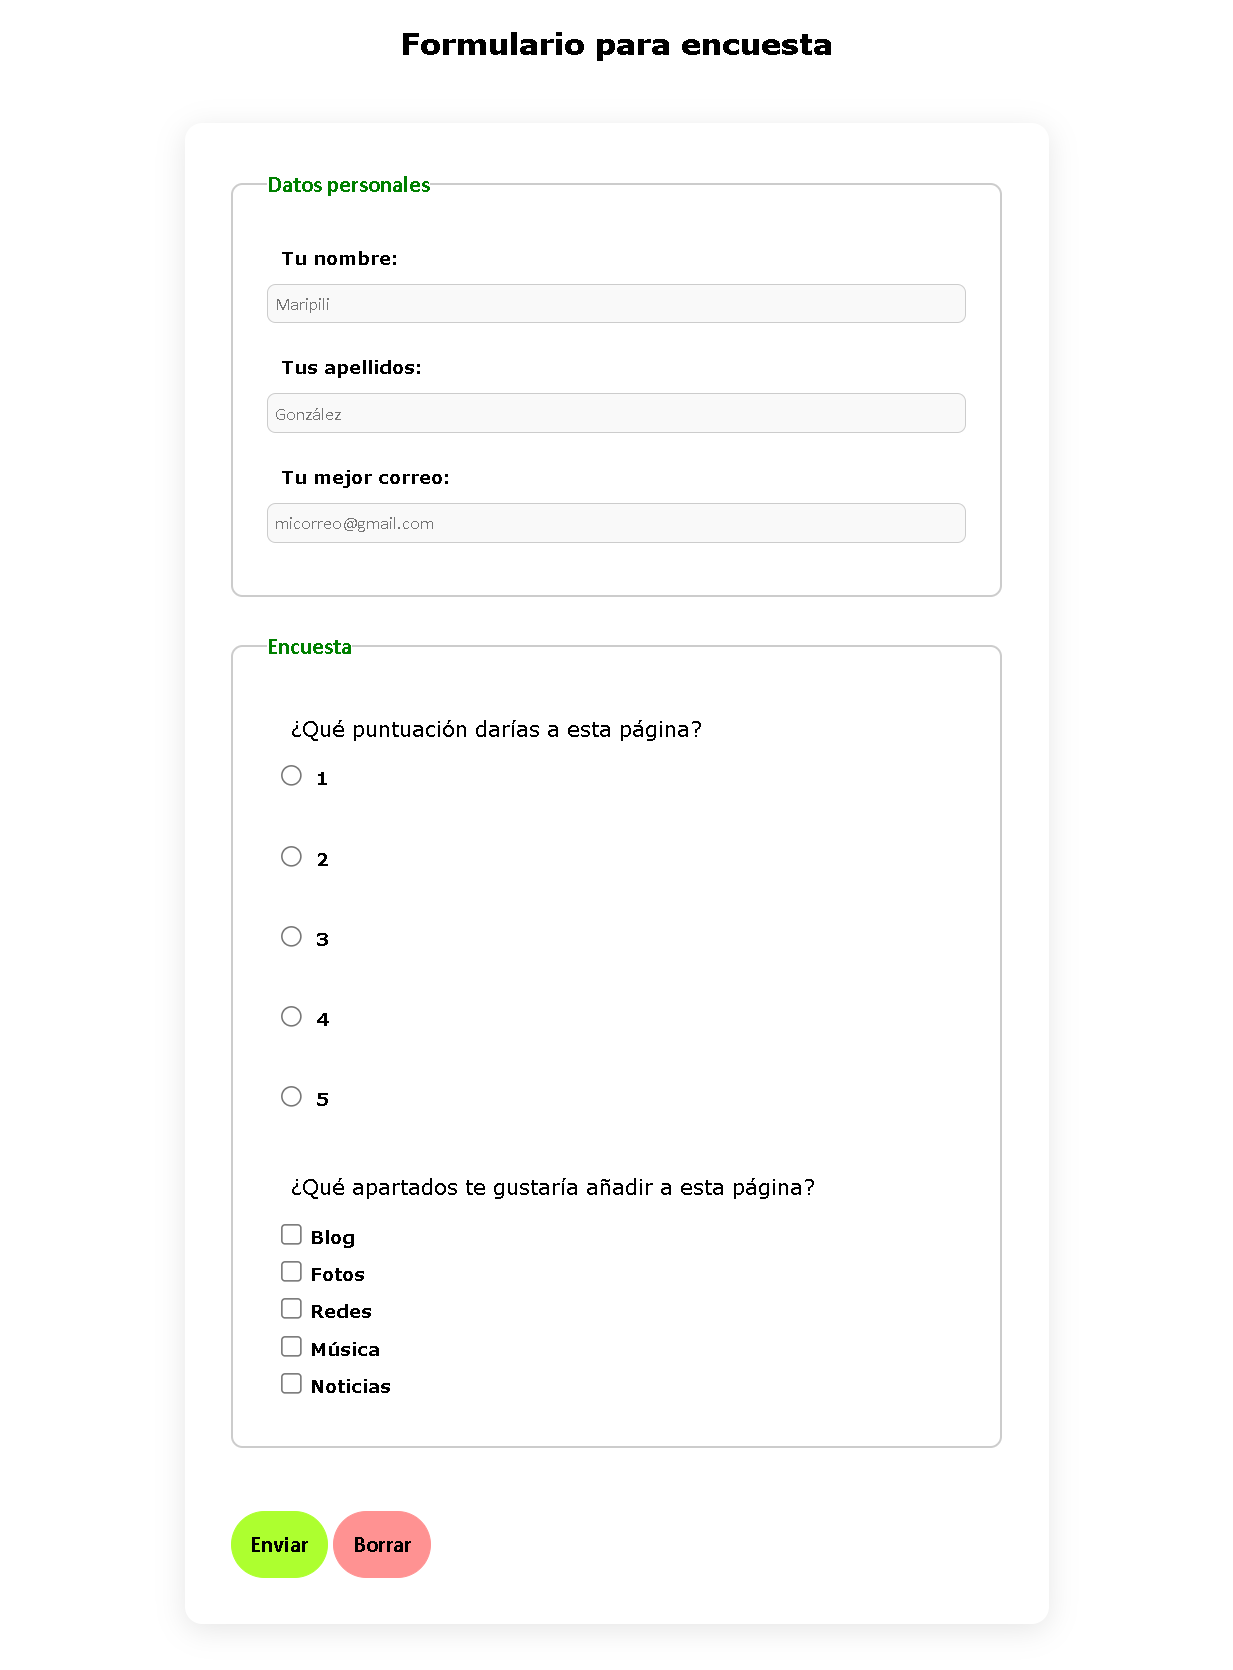 Formulario para encuesta
Datos personales
Tu nombre:
Maripili
Tus apellidos:
González
Tu mejor correo:
micorreo@gmail.com
Encuesta
¿Qué puntuación darías a esta página?
1
2
3
4
5
¿Qué apartados te gustaría añadir a esta página?
Blog
Fotos
Redes
Música
Noticias
Enviar Borrar